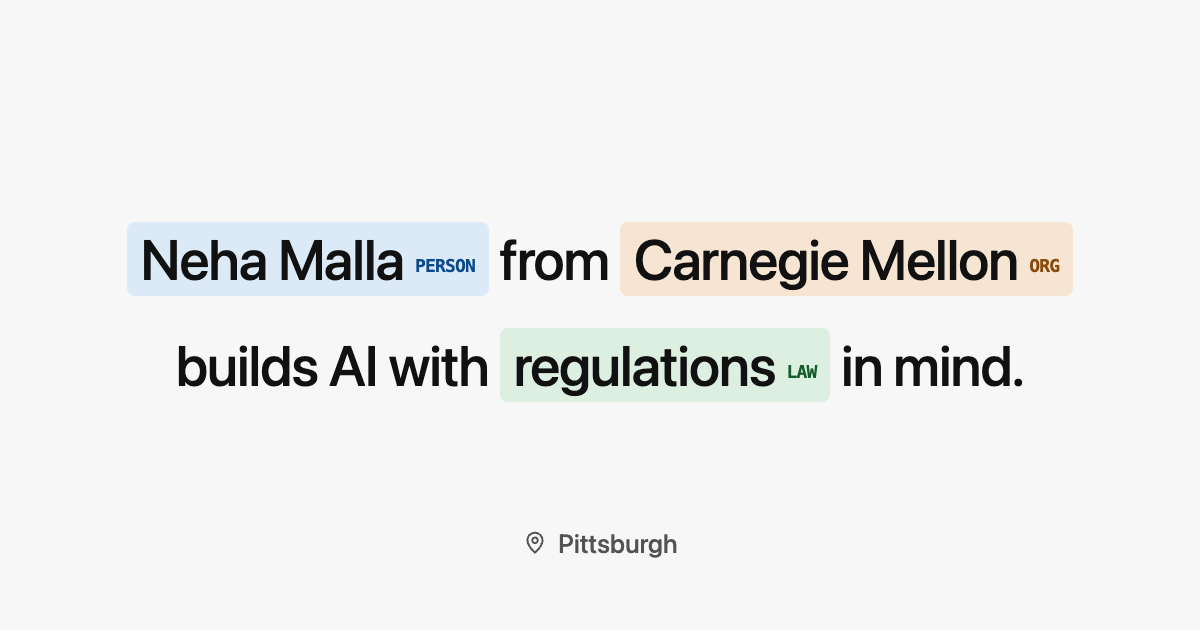 Neha Malla PERSON from Carnegie Mellon ORG
builds AI with regulations LAW in mind.
Pittsburgh